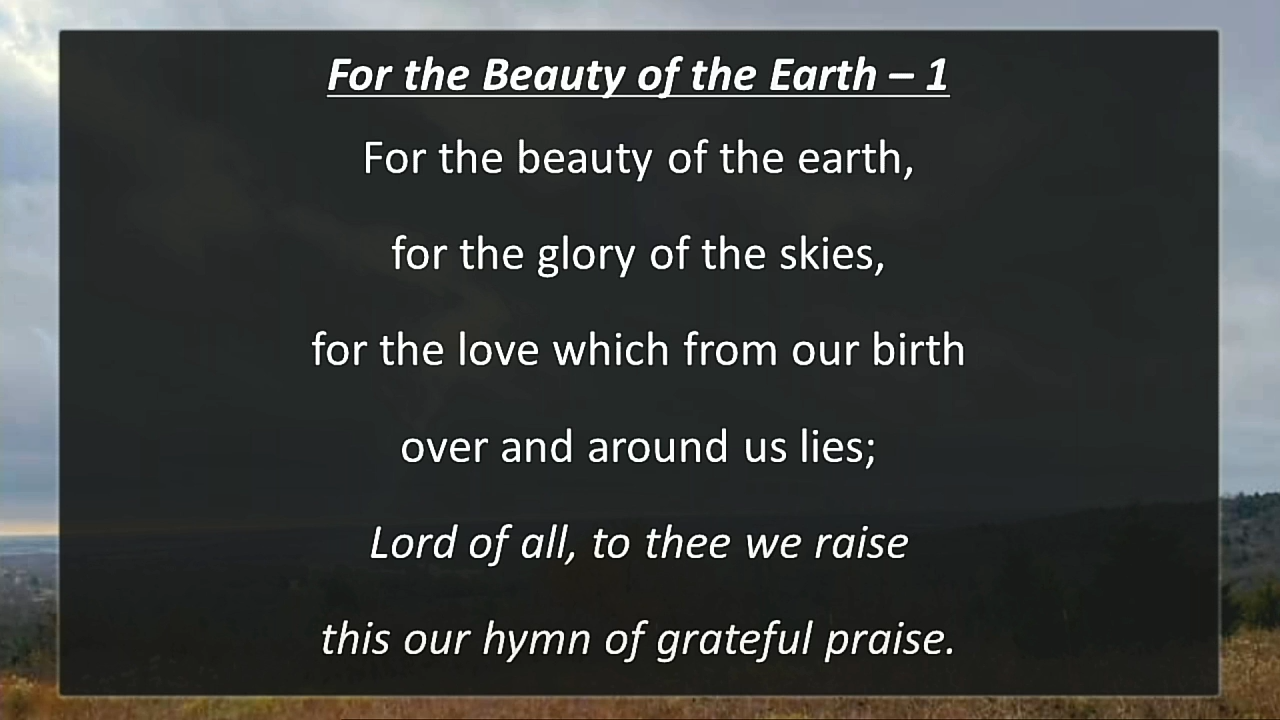 For the Beauty of the Earth – 1
For the beauty of the earth,
for the glory of the skies,
for the love which from our birth
over and around us lies;
Lord of all, to thee we raise
this our hymn of grateful praise.